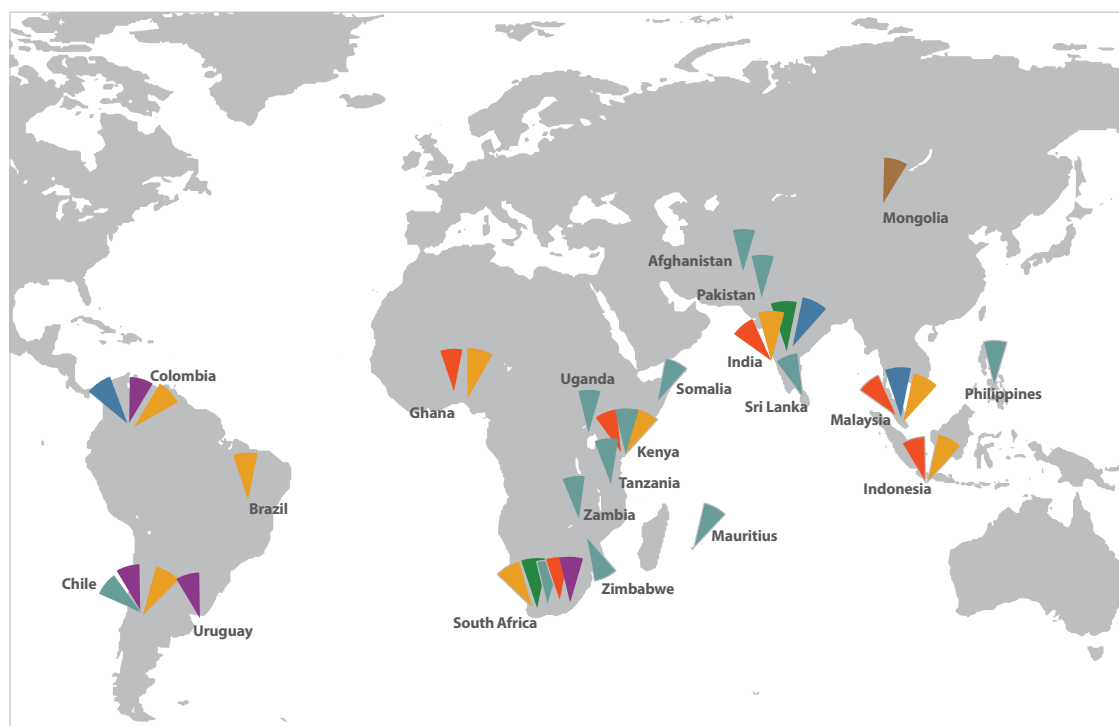 Mongolia
Afghanistan
Pakistan
India
Sri Lanka
Philippines
Malaysia
Indonesia
Colombia
Brazil
Chile
Uruguay
Ghana
Uganda
Somalia
Kenya
Tanzania
Zambia
Mauritius
Zimbabwe
South Africa